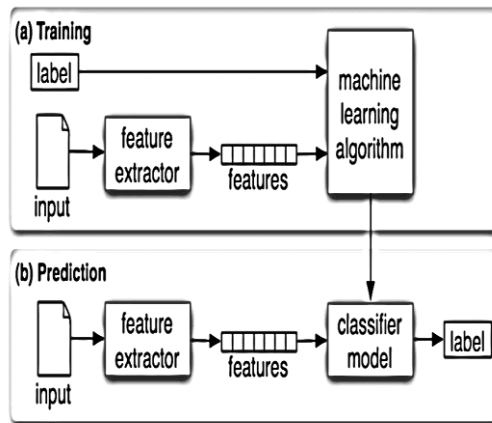 (a) Training
label
machine
learning
algorithm
feature
extractor
features
input
(b) Prediction
feature
extractor
features
classifier
model
label
input